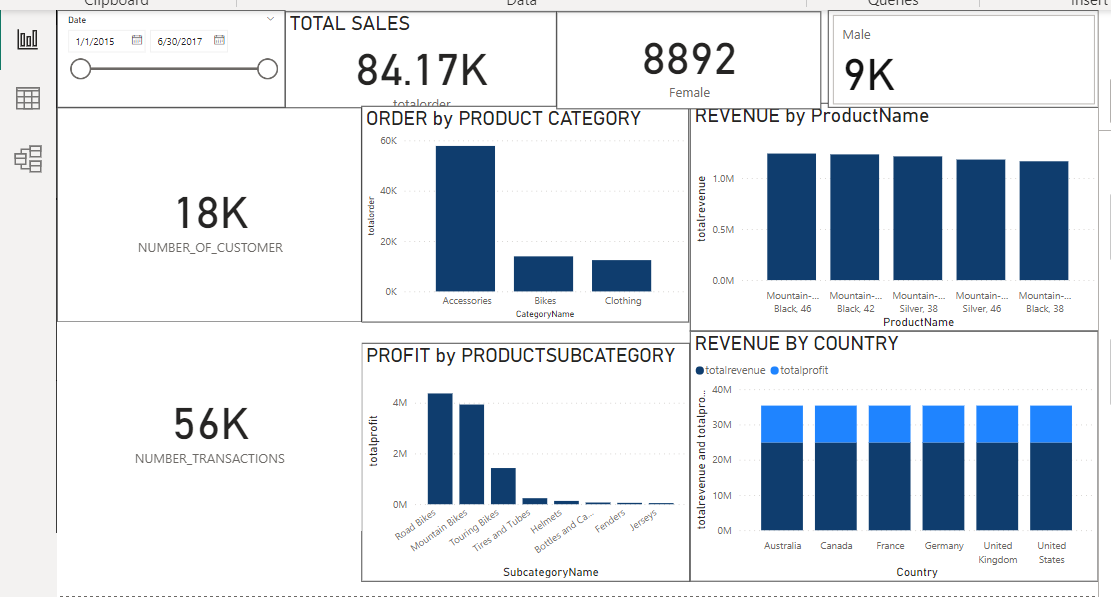 Clipboard
Data
Queries
Insert
Date
1/1/2015
6/30/2017
TOTAL SALES
84.17K
totalorder
8892
Female
Male
9K
18K
NUMBER_OF_CUSTOMER
56K
NUMBER_TRANSACTIONS
ORDER by PRODUCT CATEGORY
60K
40K
20K
0K
totalorder
Accessories
Bikes
Clothing
CategoryName
REVENUE by ProductName
1.0M
0.5M
0.0M
totalrevenue
Mountain-...
Black, 46
Mountain-...
Black, 42
Mountain-...
Silver, 38
Mountain-...
Silver, 46
Mountain-...
Black, 38
ProductName
PROFIT by PRODUCTSUBCATEGORY
4M
2M
0M
totalprofit
Road Bikes
Mountain Bikes
Touring Bikes
Tires and Tubes
Helmets
Bottles and Ca...
Fenders
Jerseys
SubcategoryName
REVENUE BY COUNTRY
totalrevenue
totalprofit
40M
30M
20M
10M
0M
totalrevenue and totalpro...
Australia
Canada
France
Germany
United
Kingdom
United
States
Country